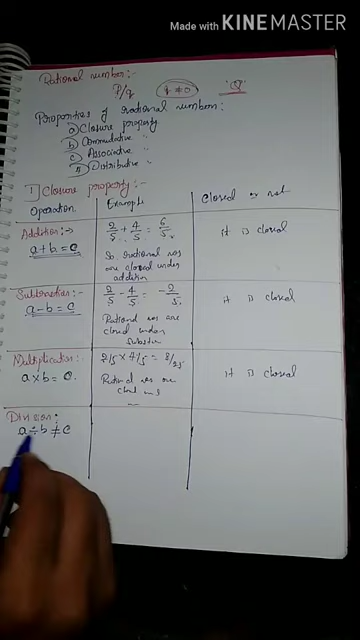 Made with KINEMASTER
Rational number:-
P/q q ≠ 0 'Q'
Properties of rational number:
a) Closure property
b) Commutative "
c) Associative "
4) Distributive "
1) Closure property:-
Operation Example Closed or not
Addition:->
a + b = c
2/5 + 4/5 = 6/5
So rational nos are closed under addition
It is closed
Subtraction:-
a - b = c
2/5 - 4/5 = -2/5
Rational nos are closed under
It is closed
Multiplication:
a x b = c.
2/5 x 4/5 = 8/25
Rational nos are
It is closed
Division:
a ÷ b ≠ c